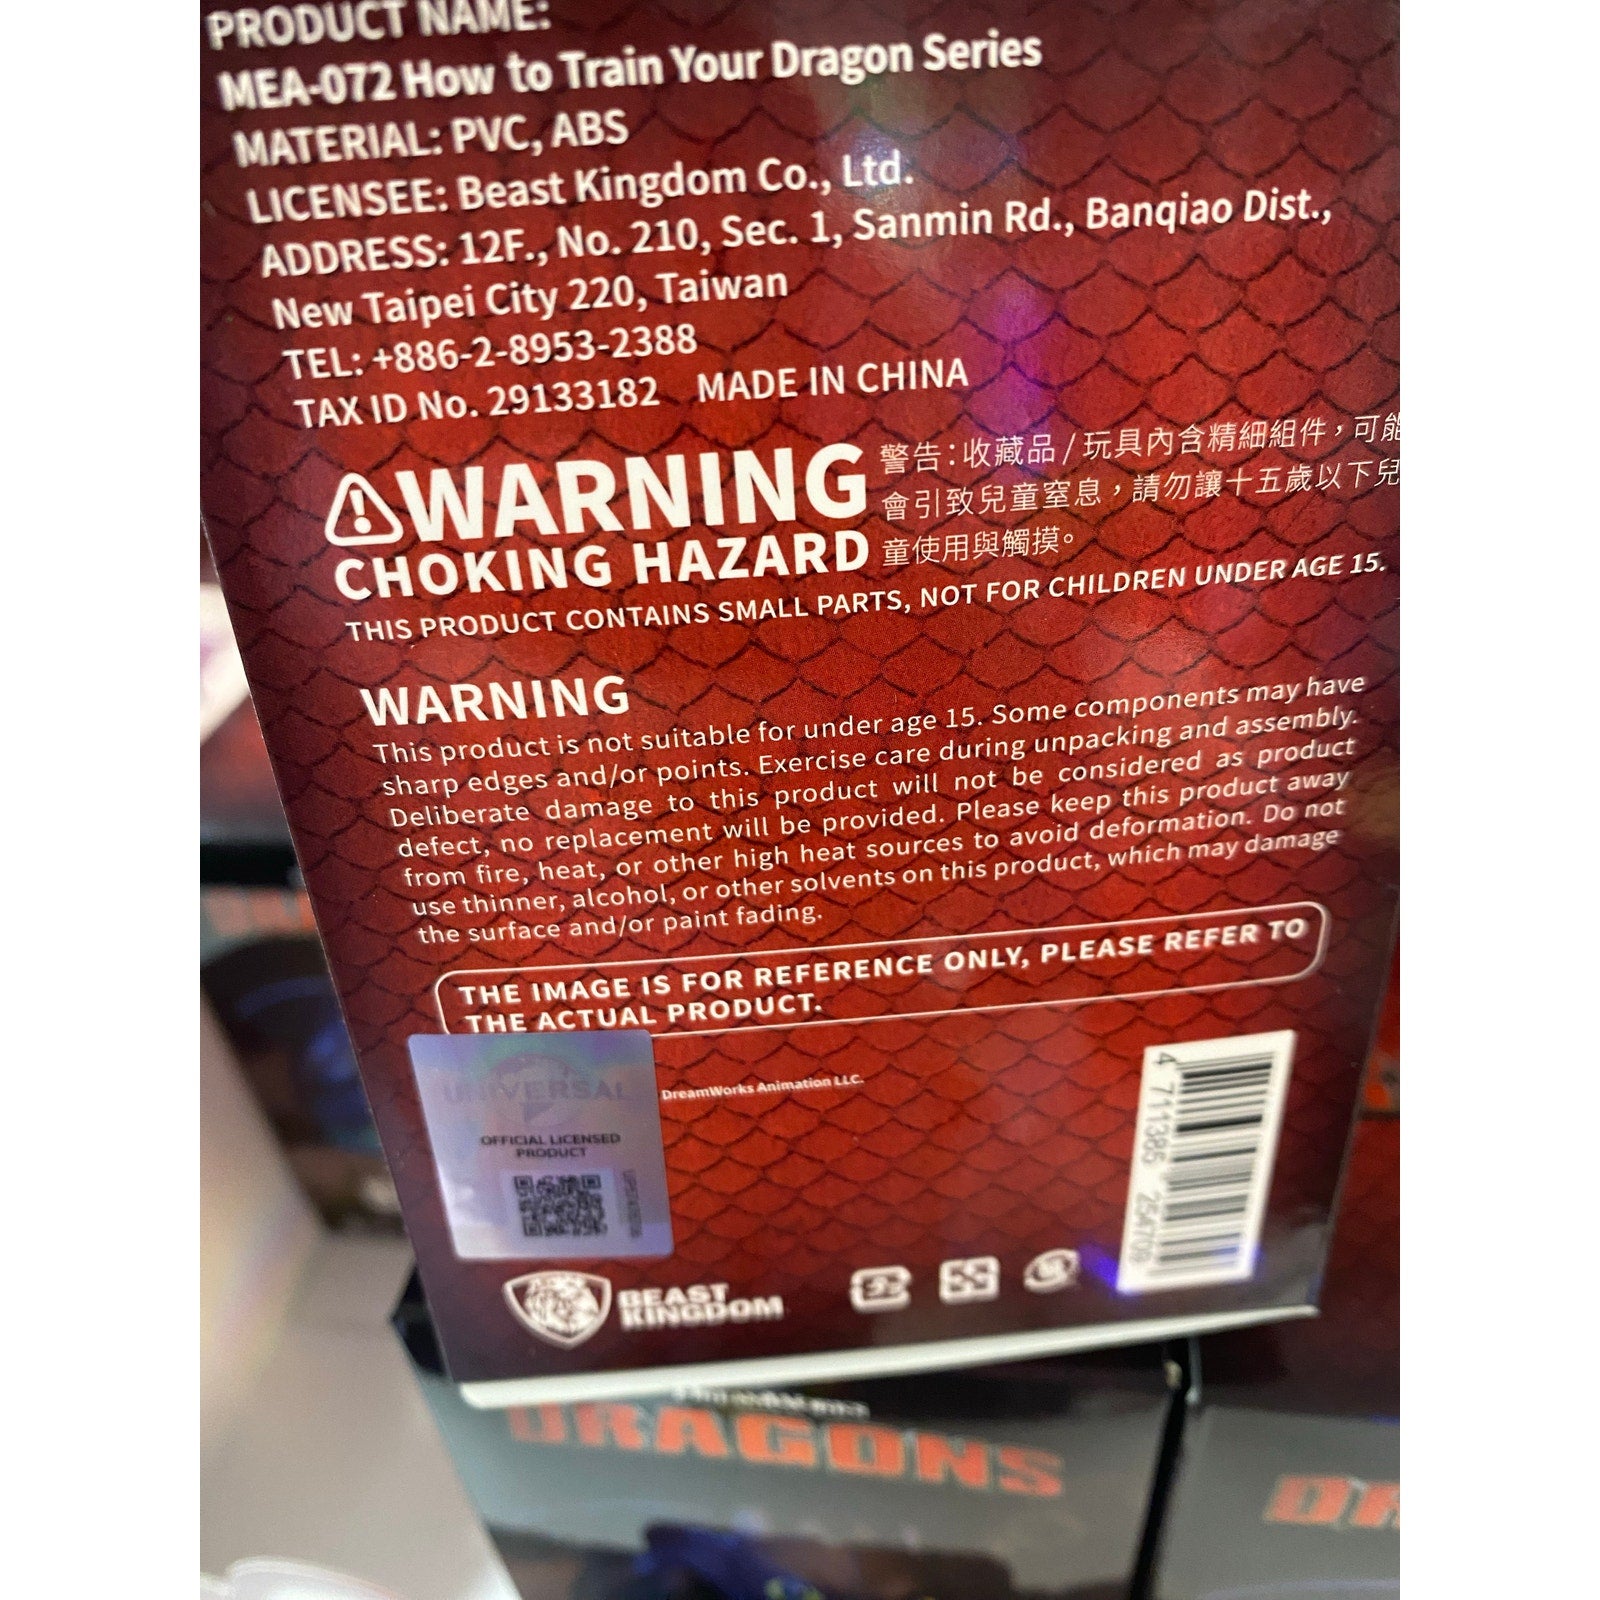 PRODUCT NAME:
MEA-072 How to Train Your Dragon Series
MATERIAL: PVC, ABS
LICENSEE: Beast Kingdom Co., Ltd.
ADDRESS: 12F., No. 210, Sec. 1, Sanmin Rd., Banqiao Dist.,
New Taipei City 220, Taiwan
TEL: +886-2-8953-2388
TAX ID No. 29133182 MADE IN CHINA
WARNING
CHOKING HAZARD
警告：收藏品 / 玩具內含精細組件，可能
會引致兒童窒息，請勿讓十五歲以下兒
童使用與觸摸。
THIS PRODUCT CONTAINS SMALL PARTS, NOT FOR CHILDREN UNDER AGE 15.
WARNING
This product is not suitable for under age 15. Some components may have
sharp edges and/or points. Exercise care during unpacking and assembly.
Deliberate damage to this product will not be considered as product
defect, no replacement will be provided. Please keep this product away
from fire, heat, or other high heat sources to avoid deformation. Do not
use thinner, alcohol, or other solvents on this product, which may damage
the surface and/or paint fading.
THE IMAGE IS FOR REFERENCE ONLY, PLEASE REFER TO
THE ACTUAL PRODUCT.
UNIVERSAL
OFFICIAL LICENSED
PRODUCT
DreamWorks Animation LLC.
4 711385 254709
BEAST
KINGDOM
DRAGONS